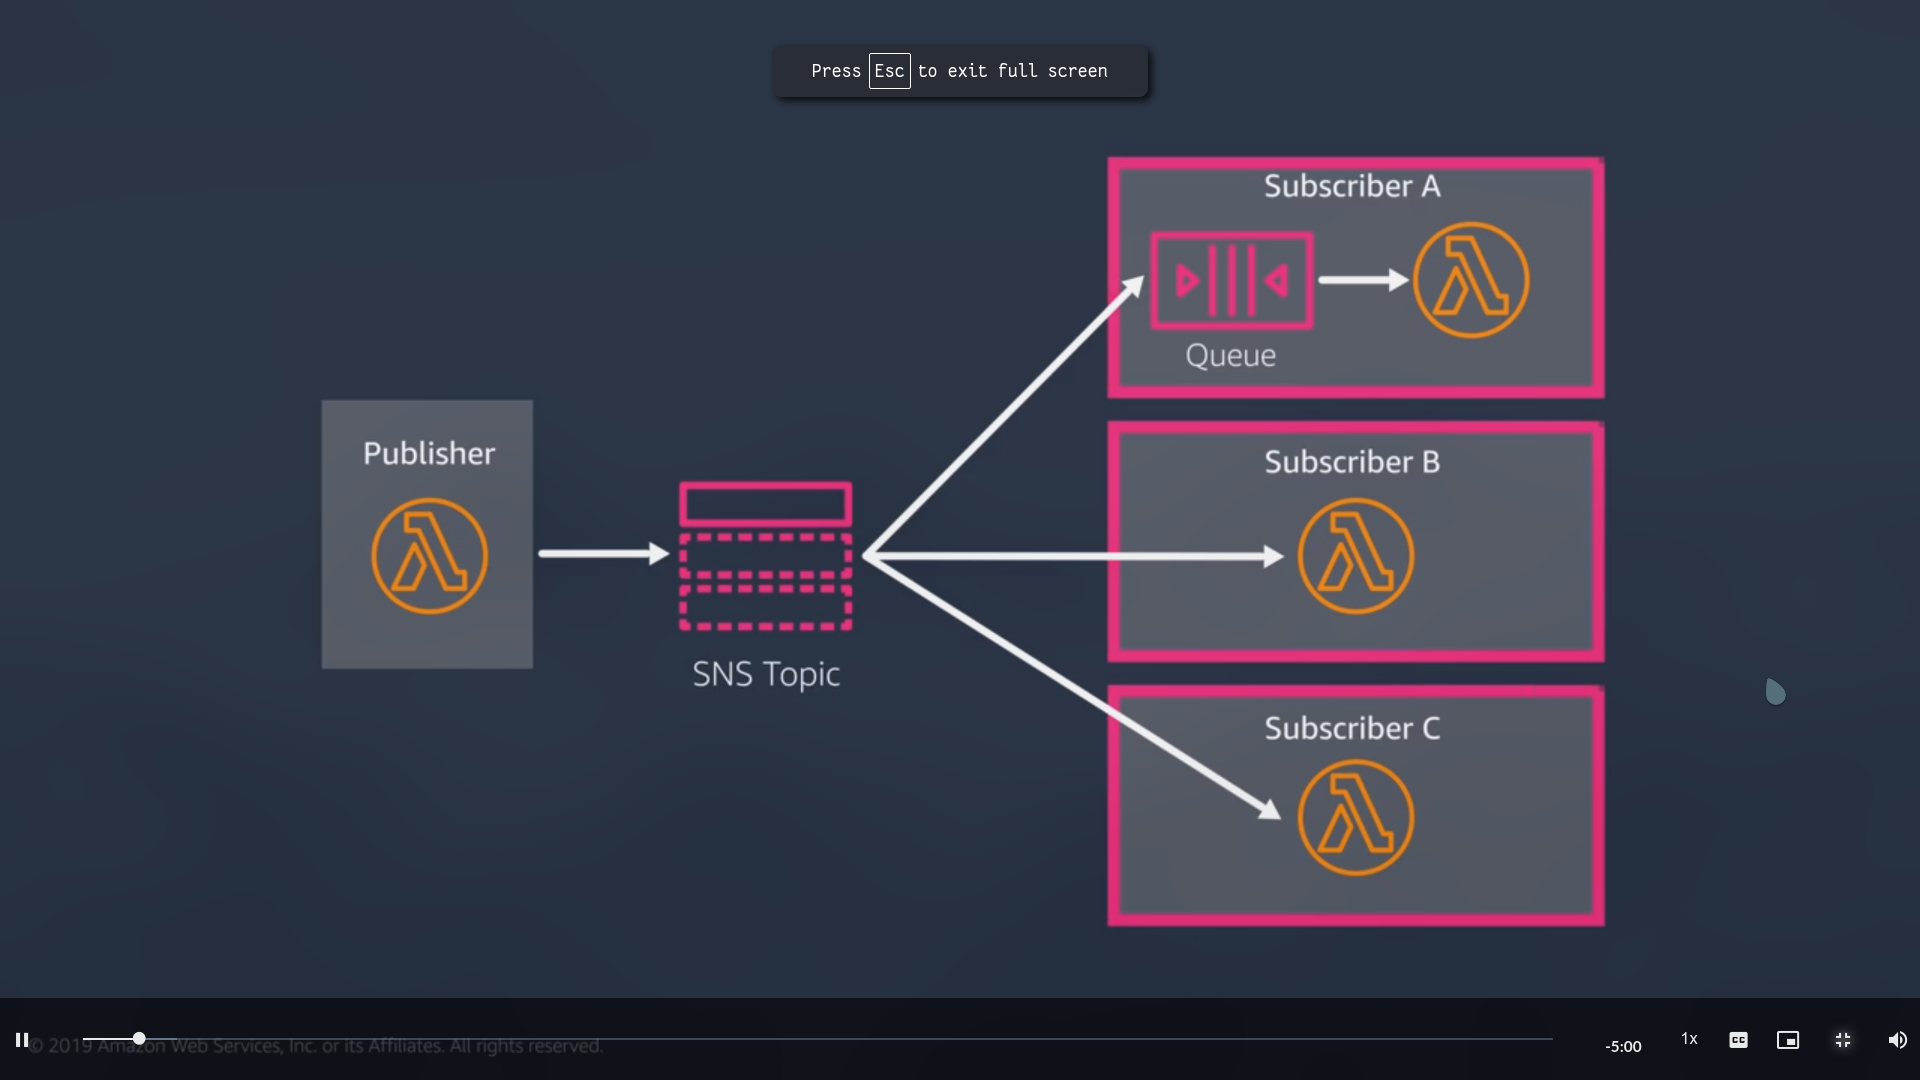 Press Esc to exit full screen
Subscriber A
Queue
Subscriber B
Publisher
SNS Topic
Subscriber C
© 2019 Amazon Web Services, Inc. or its Affiliates. All rights reserved.
-5:00
1x
CC